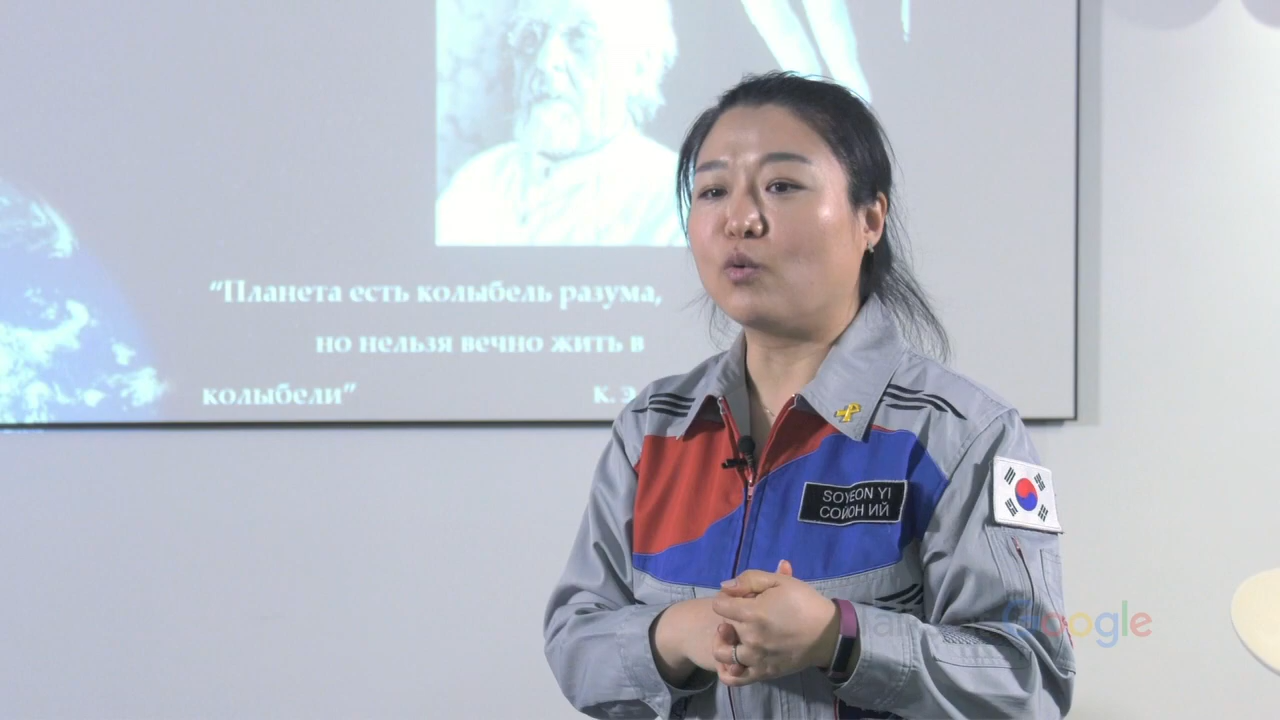 “Планета есть колыбель разума,
но нельзя вечно жить в
колыбели” К. Э.
SOYEON YI
СОЙОН ИЙ
Google